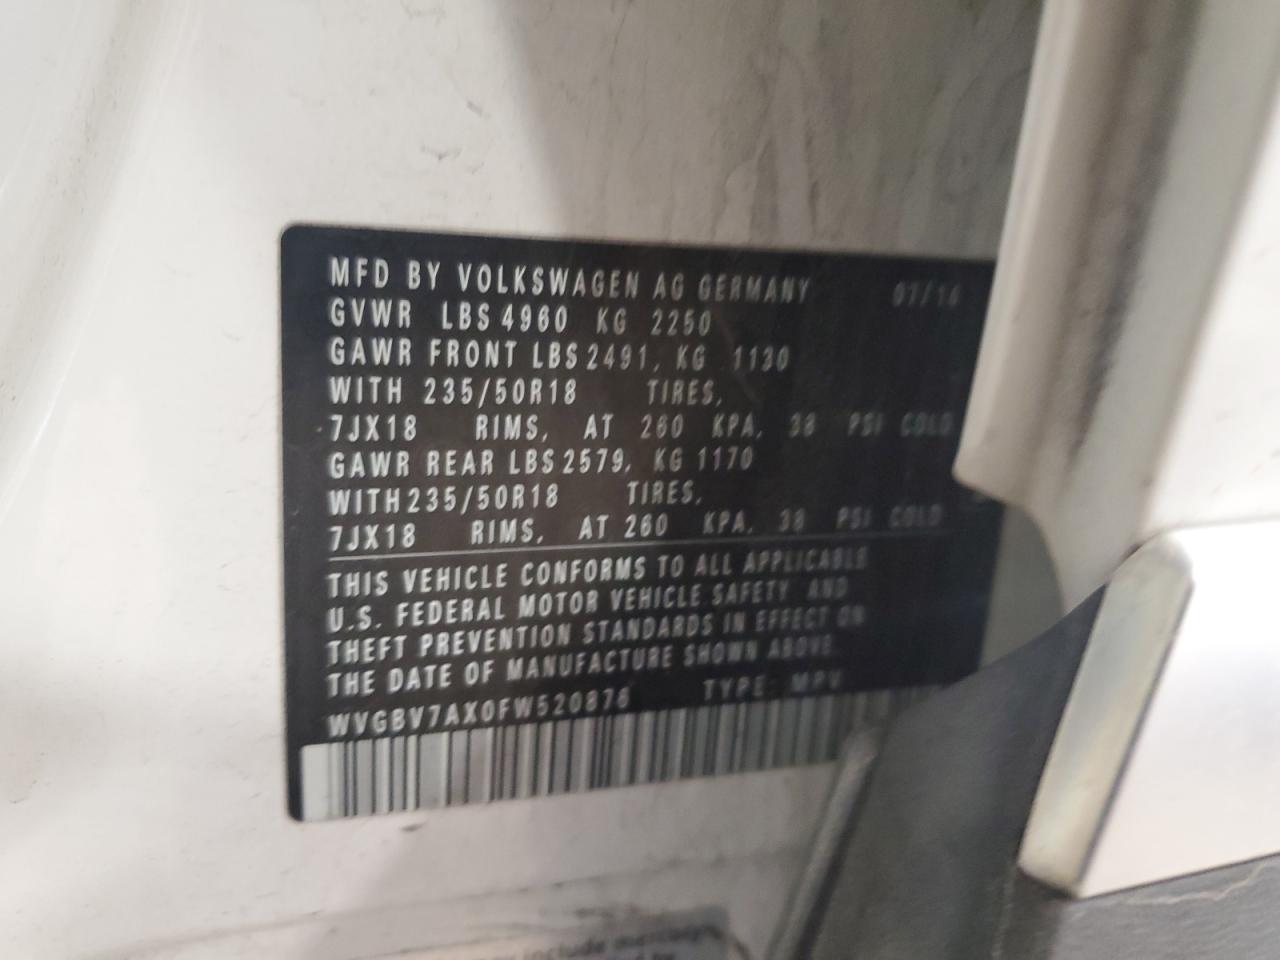 MFD BY VOLKSWAGEN AG GERMANY 07/14
GVWR LBS 4960 KG 2250
GAWR FRONT LBS 2491, KG 1130
WITH 235/50R18 TIRES,
7JX18 RIMS, AT 260 KPA, 38 PSI COLD
GAWR REAR LBS 2579, KG 1170
WITH 235/50R18 TIRES,
7JX18 RIMS, AT 260 KPA, 38 PSI COLD
THIS VEHICLE CONFORMS TO ALL APPLICABLE
U.S. FEDERAL MOTOR VEHICLE SAFETY AND
THEFT PREVENTION STANDARDS IN EFFECT ON
THE DATE OF MANUFACTURE SHOWN ABOVE.
WVGBV7AX0FW520876 TYPE: MPV
include